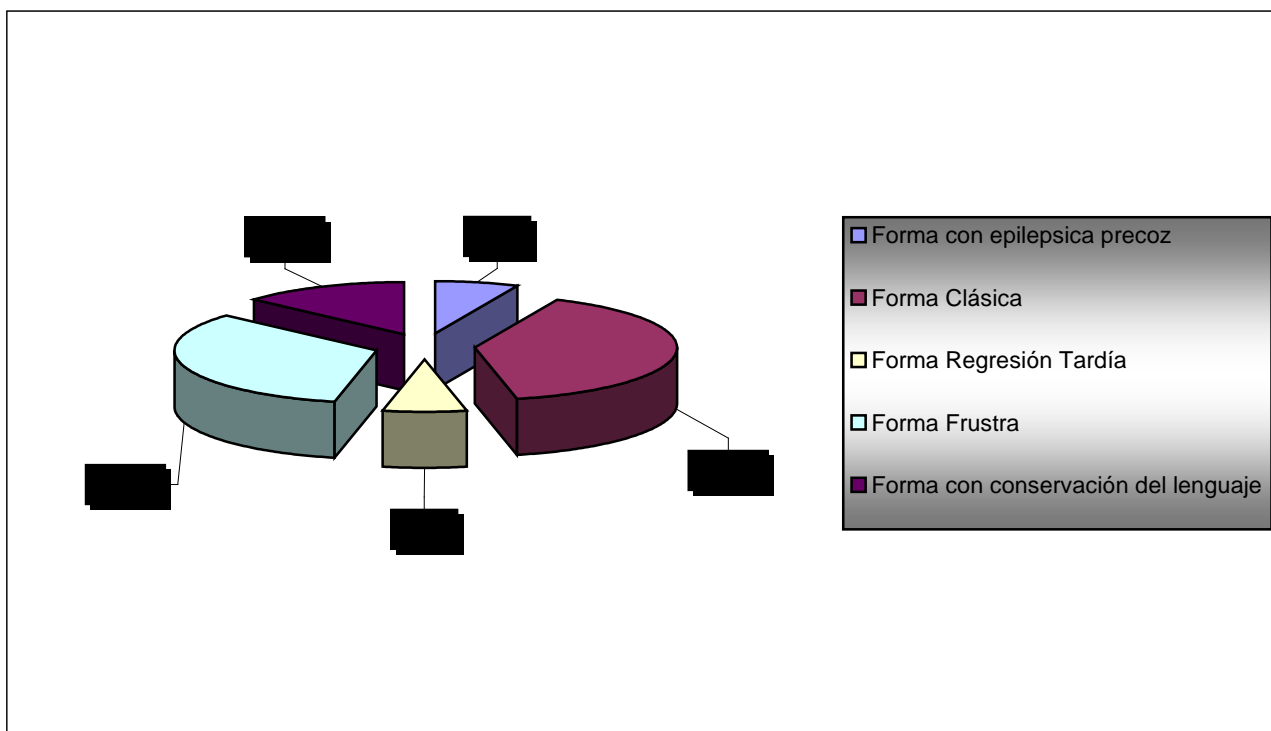 Forma con epilepsica precoz
Forma Clásica
Forma Regresión Tardía
Forma Frustra
Forma con conservación del lenguaje